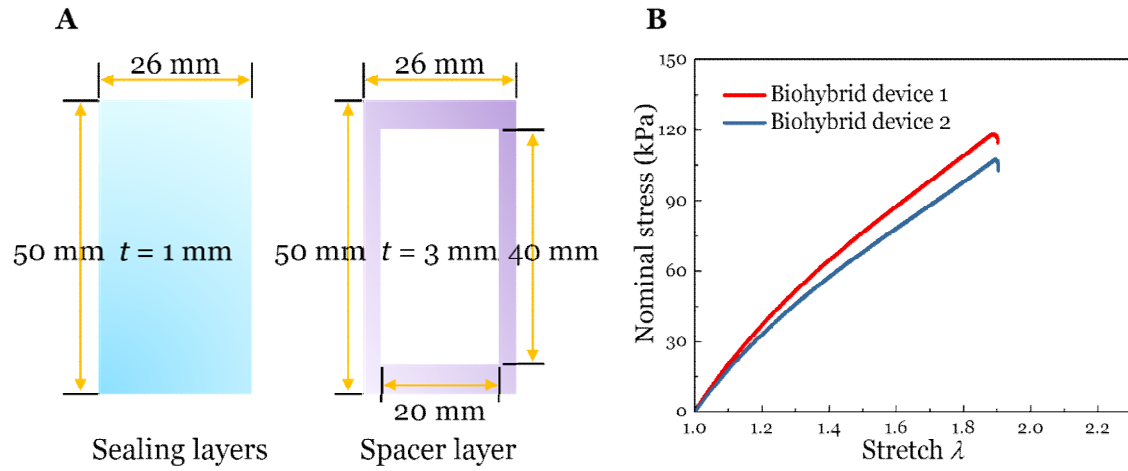 A
26 mm
26 mm
50 mm
t = 1 mm
50 mm
t = 3 mm
40 mm
20 mm
Sealing layers
Spacer layer
B
150
120
90
60
30
0
Nominal stress (kPa)
Biohybrid device 1
Biohybrid device 2
1.0
1.2
1.4
1.6
1.8
2.0
2.2
Stretch λ